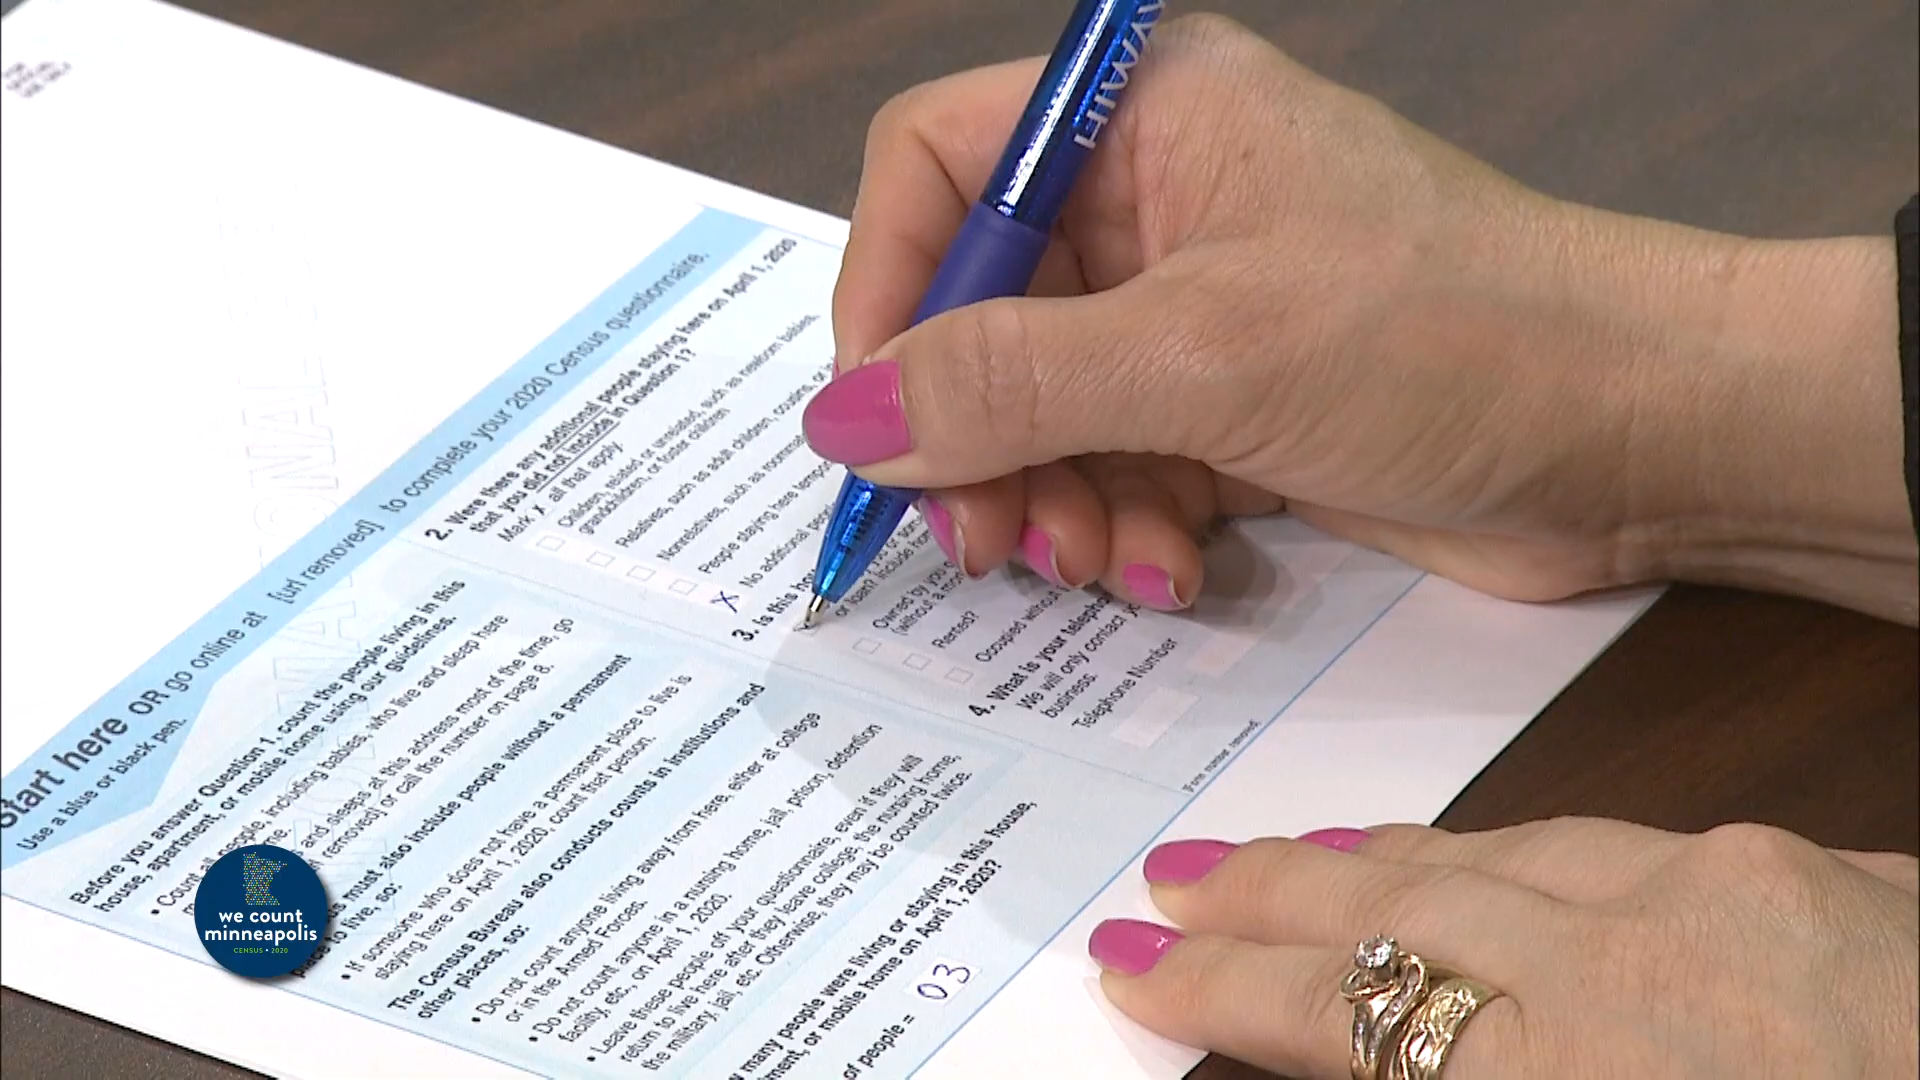 Start here OR go online at [url removed] to complete your 2020 Census questionnaire.
Use a blue or black pen.
Before you answer Question 1, count the people living in this
house, apartment, or mobile home using our guidelines.
• Count all people, including babies, who live and sleep here
and sleeps at this address most of the time, go
removed] or call the number on page 8.
must also include people without a permanent
place to live, so:
• If someone who does not have a permanent place to live is
staying here on April 1, 2020, count that person.
The Census Bureau also conducts counts in institutions and
other places, so:
• Do not count anyone living away from here, either at college
or in the Armed Forces.
• Do not count anyone in a nursing home, jail, prison, detention
facility, etc., on April 1, 2020.
• Leave these people off your questionnaire, even if they will
return to live here after they leave college, the nursing home,
the military, jail, etc. Otherwise, they may be counted twice.
many people were living or staying in this house,
or mobile home on April 1, 2020?
of people = 03
2. Were there any additional people staying here on April 1, 2020
that you did not include in Question 1?
Mark X all that apply.
Children, related or unrelated, such as newborn babies,
grandchildren, or foster children
Relatives, such as adult children, cousins, or
Nonrelatives, such as
People staying here
X No additional
3. Is this
or loan? Include
Owned by you
(without a
Rented?
Occupied without
4. What is your
We will only contact
business.
Telephone Number
[Form number removed]
HIWAY
we count
minneapolis
CENSUS • 2020